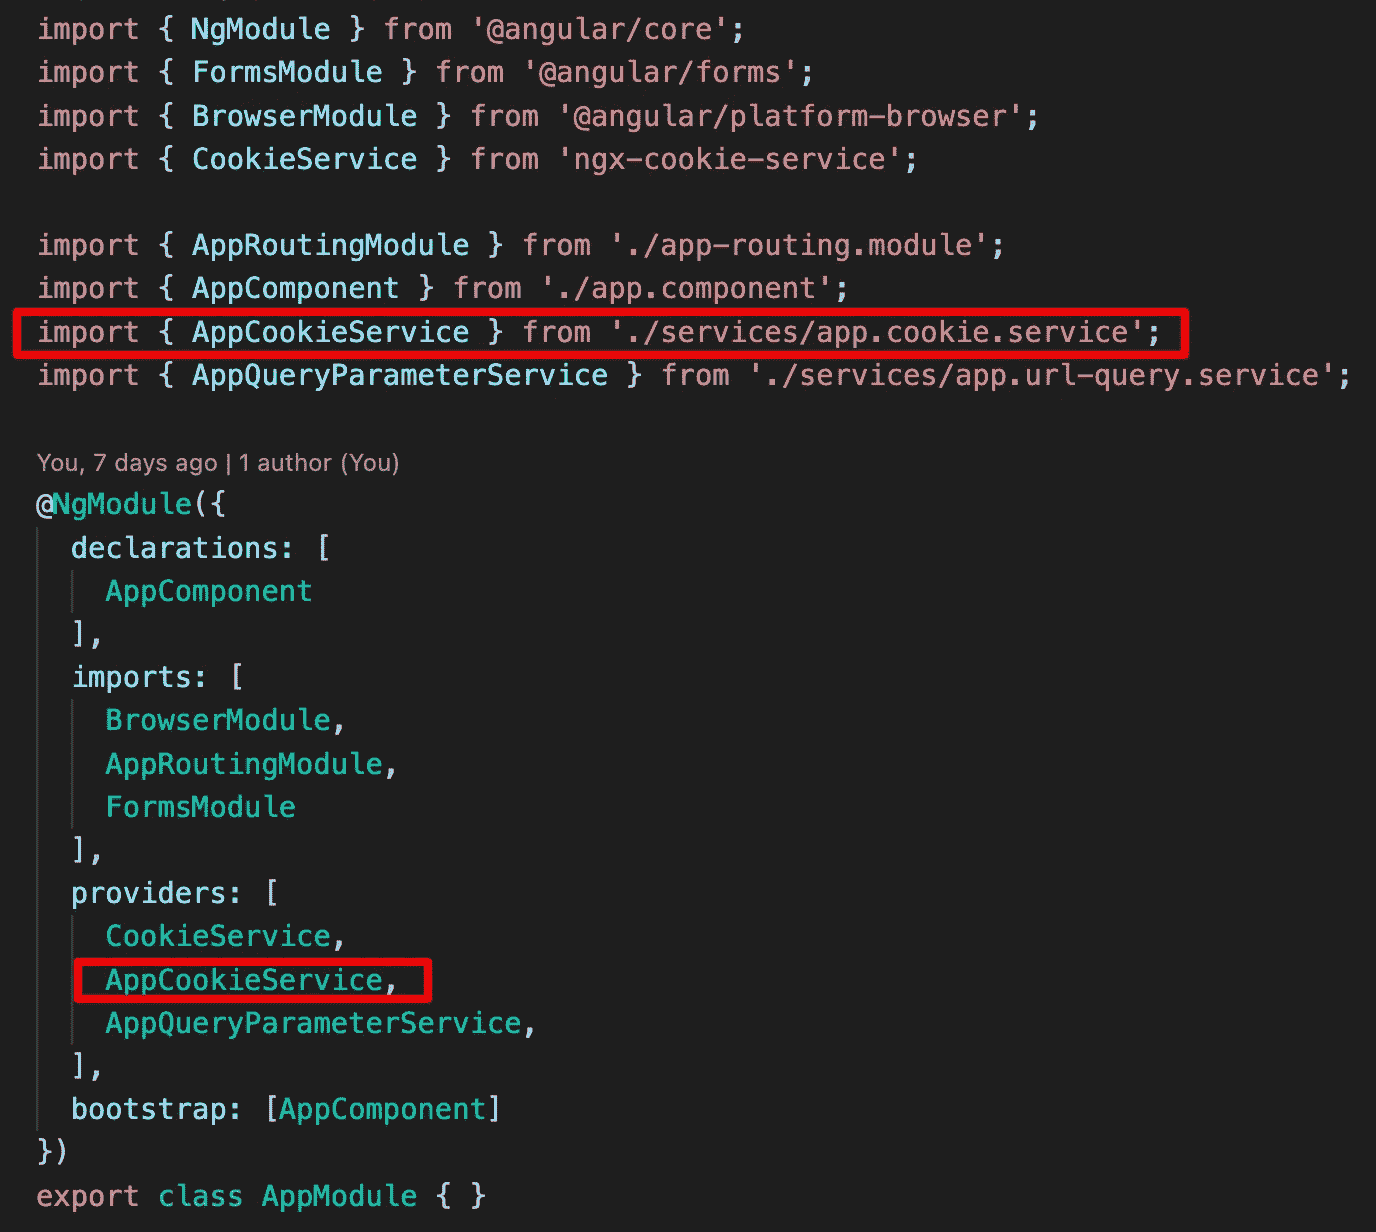 import { NgModule } from '@angular/core';
import { FormsModule } from '@angular/forms';
import { BrowserModule } from '@angular/platform-browser';
import { CookieService } from 'ngx-cookie-service';
import { AppRoutingModule } from './app-routing.module';
import { AppComponent } from './app.component';
import { AppCookieService } from './services/app.cookie.service';
import { AppQueryParameterService } from './services/app.url-query.service';
You, 7 days ago | 1 author (You)
@NgModule({
declarations: [
AppComponent
],
imports: [
BrowserModule,
AppRoutingModule,
FormsModule
],
providers: [
CookieService,
AppCookieService,
AppQueryParameterService,
],
bootstrap: [AppComponent]
})
export class AppModule { }